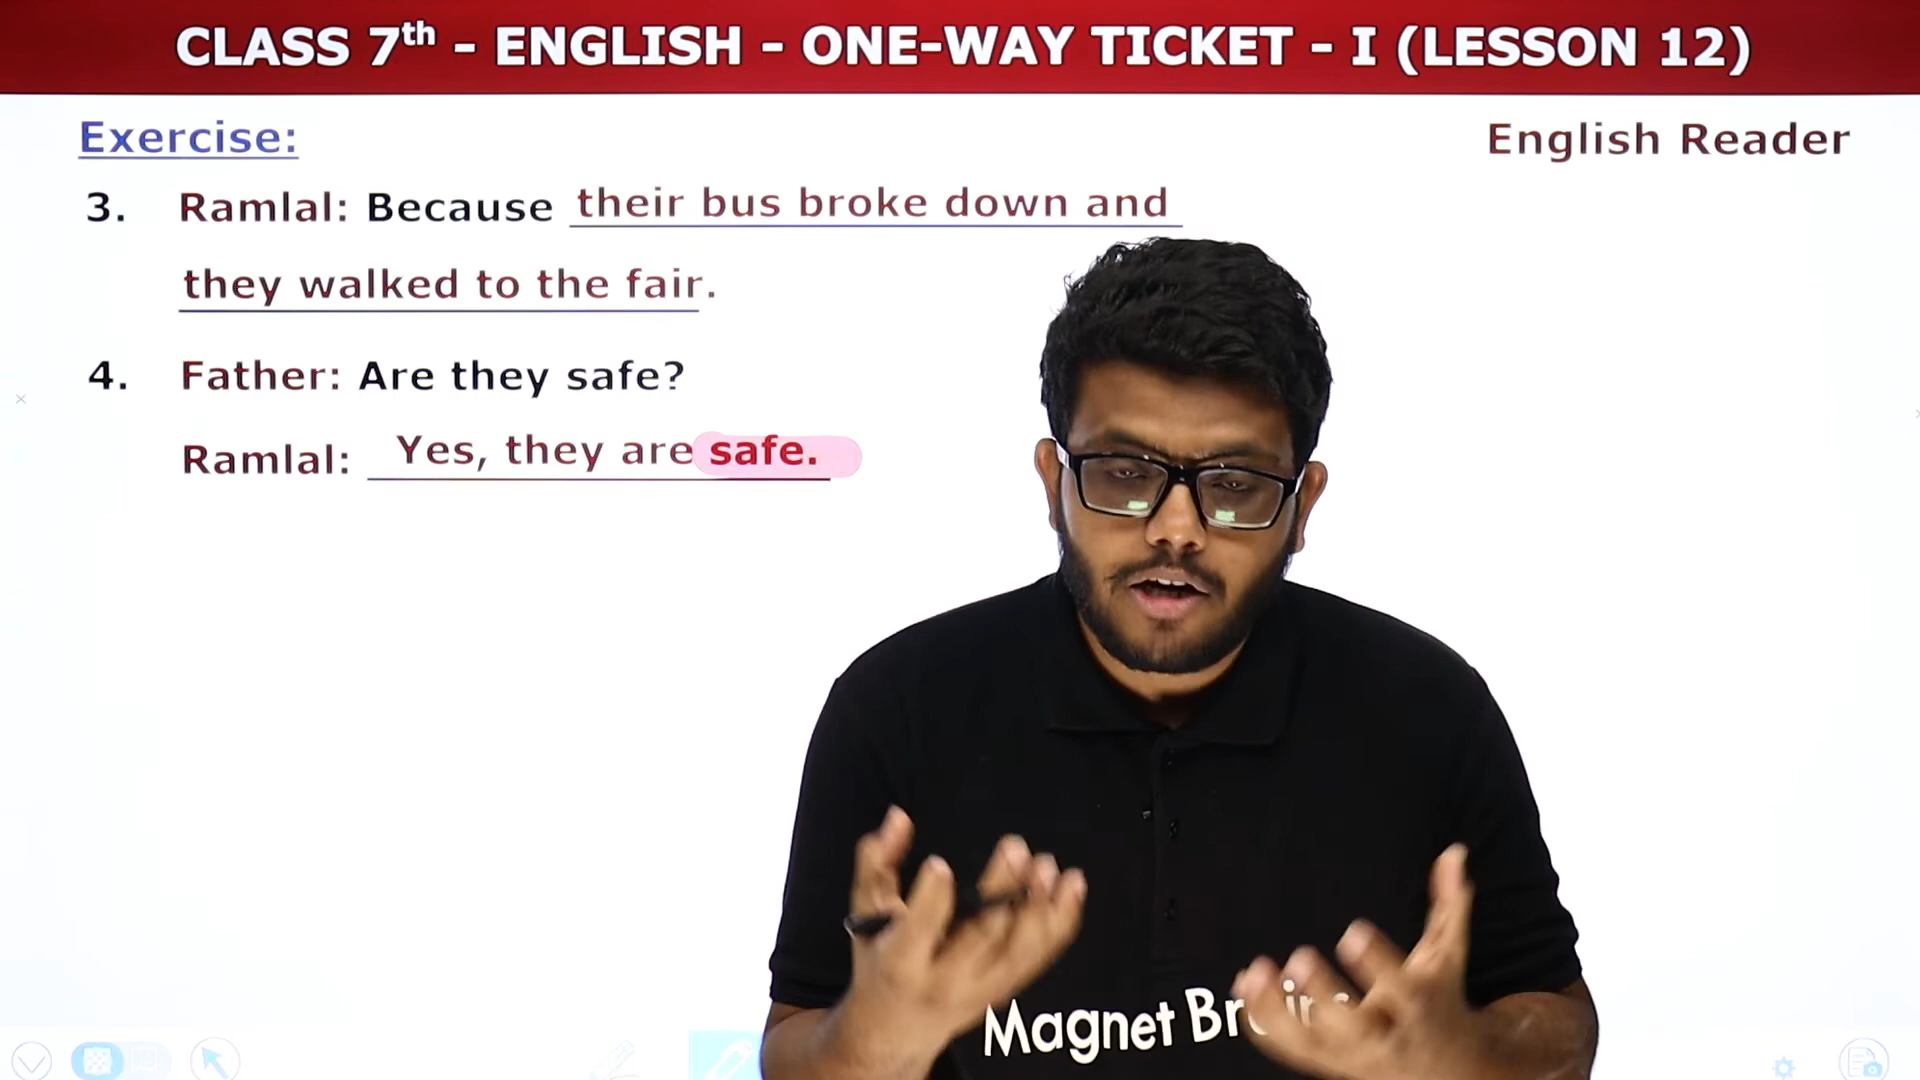 CLASS 7th - ENGLISH - ONE-WAY TICKET - I (LESSON 12)
Exercise:
English Reader
3. Ramlal: Because their bus broke down and
they walked to the fair.
4. Father: Are they safe?
Ramlal: Yes, they are safe.
Magnet